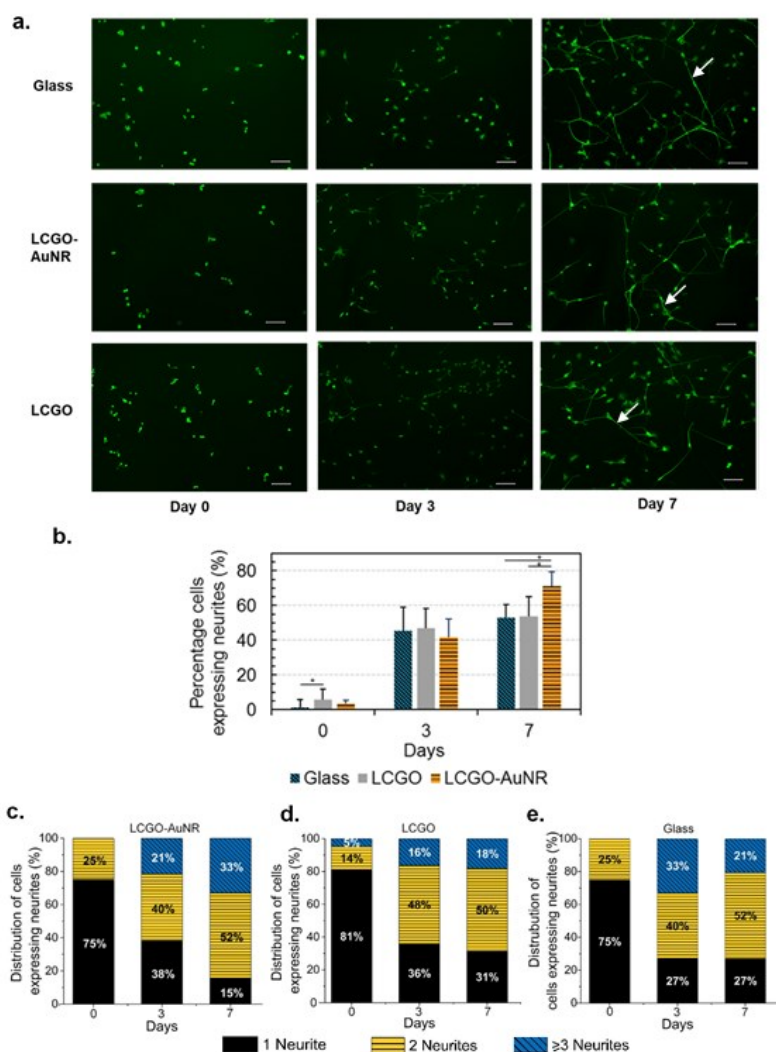 a.
Glass
LCGO-
AuNR
LCGO
Day 0 Day 3 Day 7
b.
Percentage cells
expressing neurites (%)
80
60
40
20
0
*
*
*
0 3 7
Days
Glass LCGO LCGO-AuNR
c. d. e.
LCGO-AuNR LCGO Glass
Distribution of cells
expressing neurites (%)
100
80
60
40
20
0
25% 21% 33%
40% 52%
75% 38% 15%
0 3 7
Days
Distribution of cells
expressing neurites (%)
100
80
60
40
20
0
5% 16% 18%
14% 48% 50%
81% 36% 31%
0 3 7
Days
Distrubution of
cells expressing neurites (%)
100
80
60
40
20
0
25% 33% 21%
40% 52%
75% 27% 27%
0 3 7
Days
1 Neurite 2 Neurites ≥3 Neurites